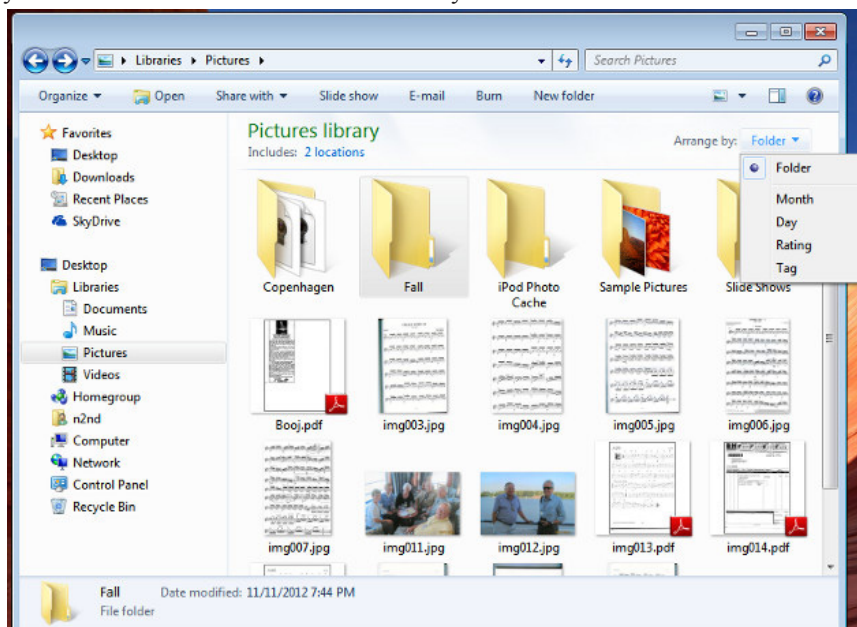 Libraries Pictures
Search Pictures
Organize Open Share with Slide show E-mail Burn New folder
Favorites
Desktop
Downloads
Recent Places
SkyDrive
Desktop
Libraries
Documents
Music
Pictures
Videos
Homegroup
n2nd
Computer
Network
Control Panel
Recycle Bin
Pictures library
Includes: 2 locations
Arrange by: Folder
Folder
Month
Day
Rating
Tag
Copenhagen
Fall
iPod Photo
Cache
Sample Pictures
Slide Shows
Booj.pdf
img003.jpg
img004.jpg
img005.jpg
img006.jpg
img007.jpg
img011.jpg
img012.jpg
img013.pdf
img014.pdf
Fall Date modified: 11/11/2012 7:44 PM
File folder